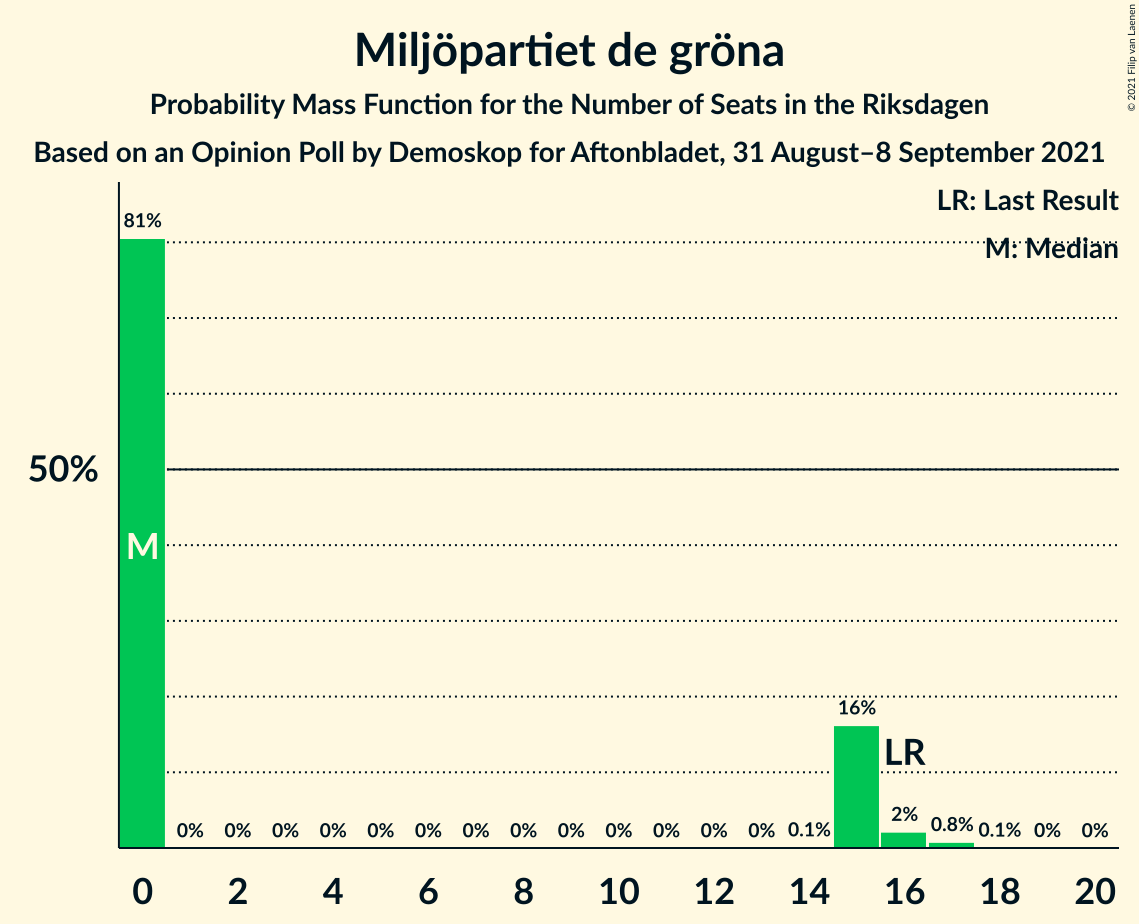 Miljöpartiet de gröna
Probability Mass Function for the Number of Seats in the Riksdagen
Based on an Opinion Poll by Demoskop for Aftonbladet, 31 August–8 September 2021
© 2021 Filip van Laenen
LR: Last Result
M: Median
81%
50%
M
16%
LR
0% 0% 0% 0% 0% 0% 0% 0% 0% 0% 0% 0% 0% 0.1% 2% 0.8% 0.1% 0% 0%
0 2 4 6 8 10 12 14 16 18 20